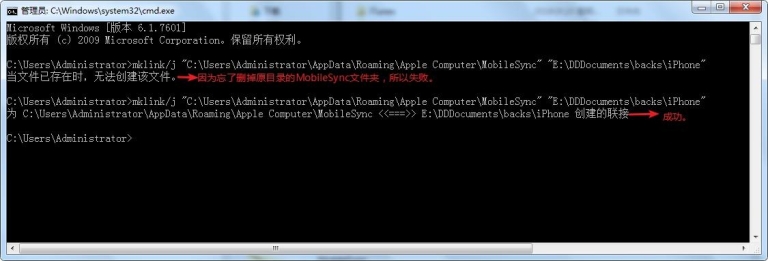 管理员: C:\Windows\system32\cmd.exe
Microsoft Windows [版本 6.1.7601]
版权所有 (c) 2009 Microsoft Corporation。保留所有权利。
C:\Users\Administrator>mklink/j "C:\Users\Administrator\AppData\Roaming\Apple Computer\MobileSync" "E:\DDDocuments\backs\iPhone"
当文件已存在时，无法创建该文件。 因为忘了删掉原目录的MobileSync文件夹，所以失败。
C:\Users\Administrator>mklink/j "C:\Users\Administrator\AppData\Roaming\Apple Computer\MobileSync" "E:\DDDocuments\backs\iPhone"
为 C:\Users\Administrator\AppData\Roaming\Apple Computer\MobileSync <<===>> E:\DDDocuments\backs\iPhone 创建的联接 成功。
C:\Users\Administrator>